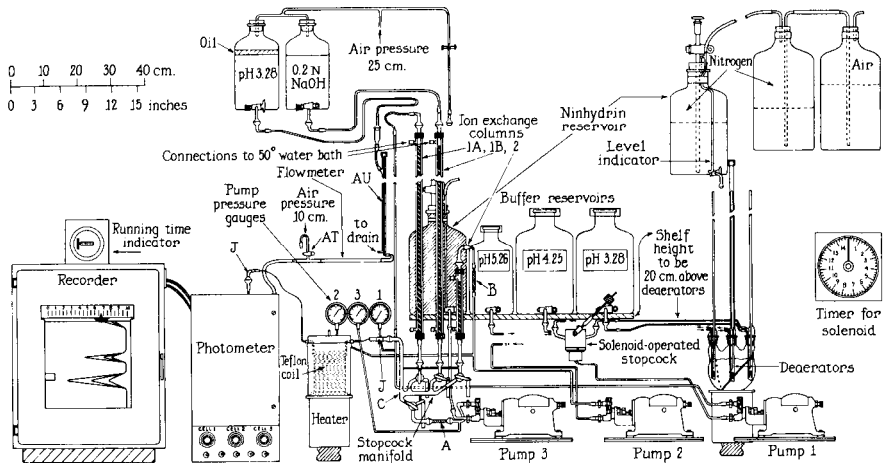 Oil
pH 3.28
0.2 N
NaOH
Air pressure
25 cm.
0 10 20 30 40 cm.
0 3 6 9 12 15 inches
Nitrogen
Air
Ninhydrin
reservoir
Level
indicator
Ion exchange
columns
1A, 1B, 2
Connections to 50° water bath
Flowmeter
AU
Pump
pressure
gauges
Air
pressure
10 cm.
AT
to
drain
Buffer reservoirs
pH 5.26
pH 4.25
pH 3.28
B
Shelf
height
to be
20 cm. above
deaerators
Running time
indicator
J
Recorder
2 3 1
Photometer
Teflon
coil
Heater
J
C
Stopcock
manifold
A
Solenoid-operated
stopcock
Timer for
solenoid
Deaerators
CELL 1 CELL 2 CELL 3
Pump 3
Pump 2
Pump 1